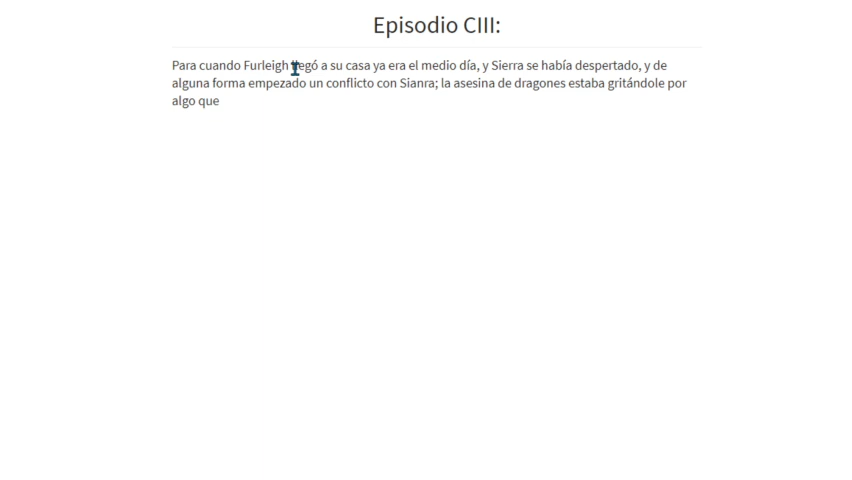 Episodio CIII:
Para cuando Furleigh llegó a su casa ya era el medio día, y Sierra se había despertado, y de
alguna forma empezado un conflicto con Sianra; la asesina de dragones estaba gritándole por
algo que